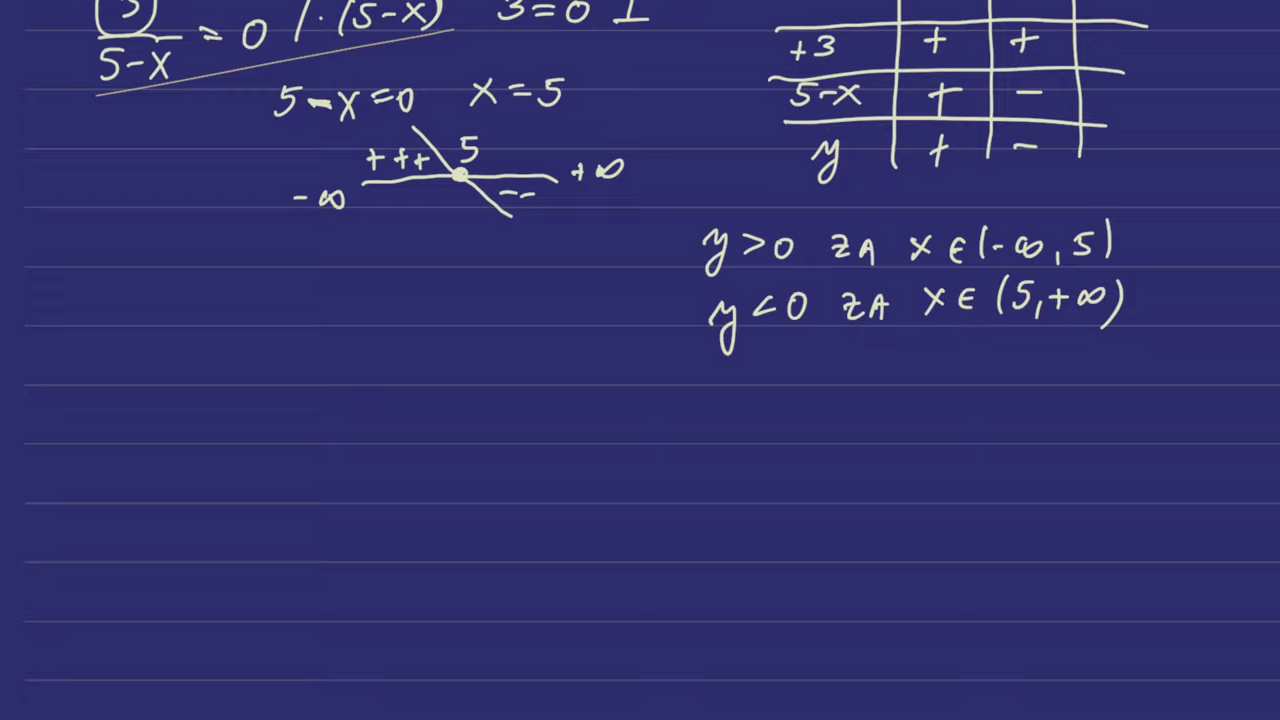 3/(5-x) = 0 / · (5-x) 3=0 ⊥
5-x=0 x=5
+++ 5
-∞ -- +∞
+3 + +
5-x + -
y + -
y>0 ZA x∈(-∞,5)
y<0 ZA x∈(5,+∞)